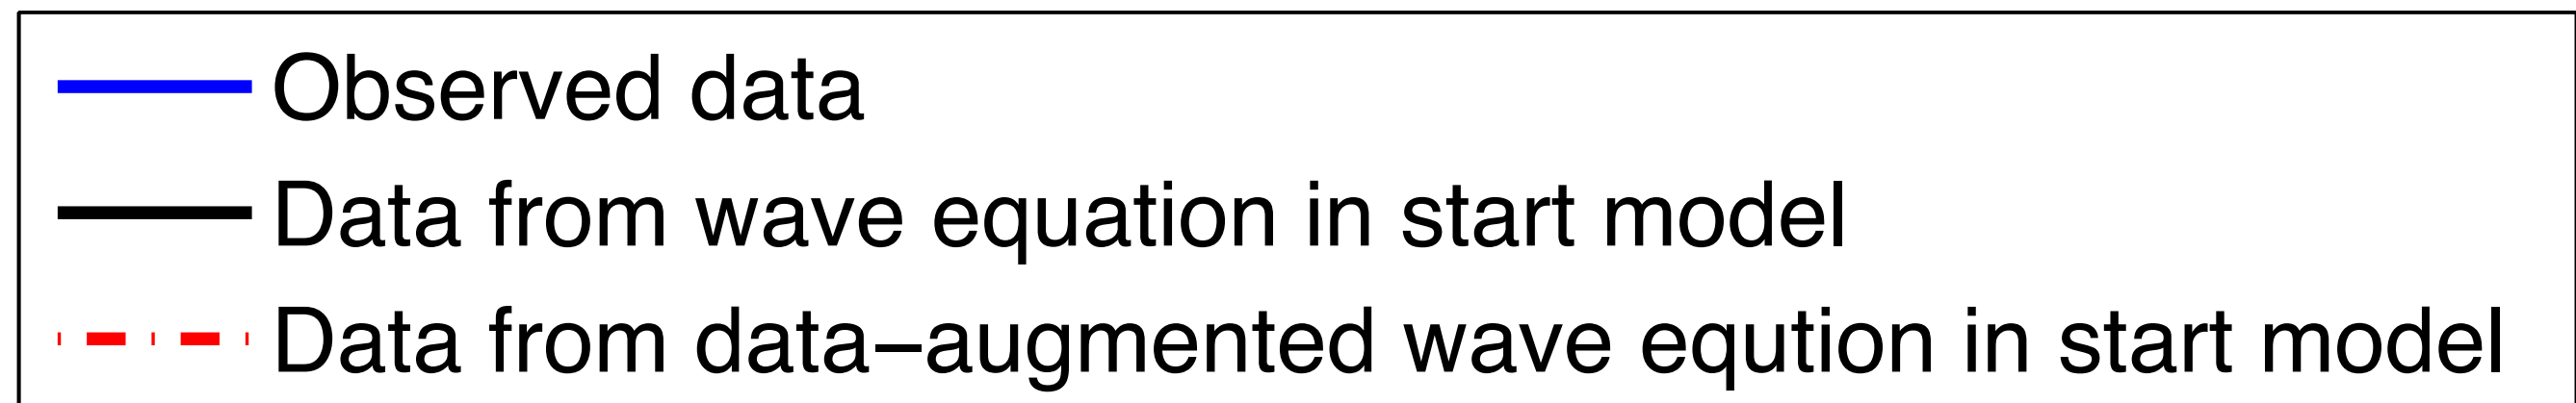 Observed data
Data from wave equation in start model
Data from data−augmented wave eqution in start model